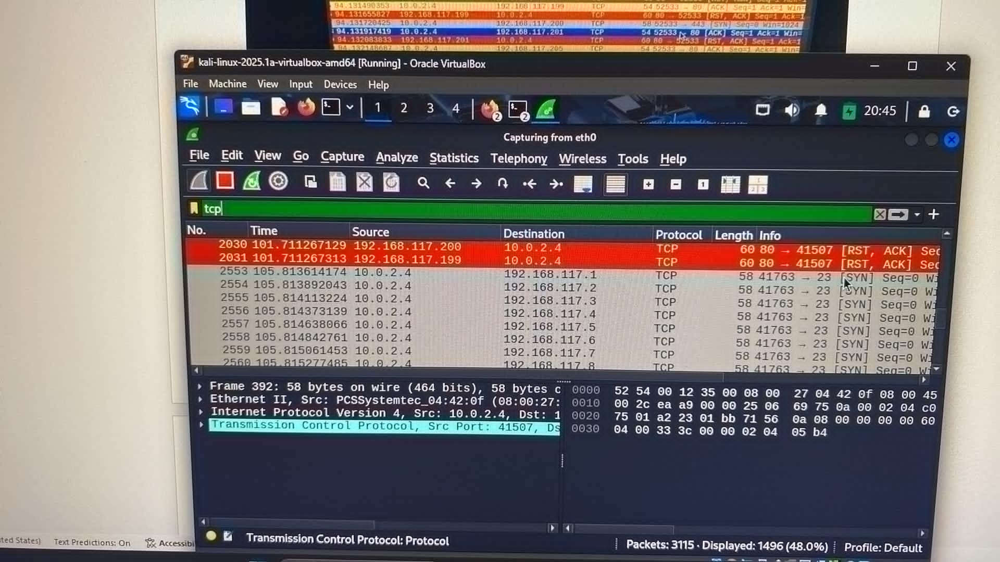 94.131490353 10.0.2.4 192.168.117.199 TCP 54 52533 → 80 [ACK] Seq=1 Ack=1 Win=
94.131655827 192.168.117.199 10.0.2.4 TCP 60 80 → 52533 [RST, ACK] Seq=1 Ack=1
94.131720425 10.0.2.4 192.168.117.200 TCP 58 52533 → 443 [SYN] Seq=0 Win=1024
94.131917419 10.0.2.4 192.168.117.201 TCP 54 52533 → 80 [ACK] Seq=1 Ack=1 Win=
94.132083833 192.168.117.201 10.0.2.4 TCP 60 80 → 52533 [RST, ACK] Seq=1 Ack=1
94.132148687 10.0.2.4 192.168.117.205 TCP 54 52533 → 80 [ACK] Seq=1 Ack=1 Win=
kali-linux-2025.1a-virtualbox-amd64 [Running] - Oracle VirtualBox
File Machine View Input Devices Help
1 2 3 4 2 2 20:45
Capturing from eth0
File Edit View Go Capture Analyze Statistics Telephony Wireless Tools Help
tcp
No. Time Source Destination Protocol Length Info
2030 101.711267129 192.168.117.200 10.0.2.4 TCP 60 80 → 41507 [RST, ACK] Sec
2031 101.711267313 192.168.117.199 10.0.2.4 TCP 60 80 → 41507 [RST, ACK] Sec
2553 105.813614174 10.0.2.4 192.168.117.1 TCP 58 41763 → 23 [SYN] Seq=0 Wi
2554 105.813892043 10.0.2.4 192.168.117.2 TCP 58 41763 → 23 [SYN] Seq=0 Wi
2555 105.814113224 10.0.2.4 192.168.117.3 TCP 58 41763 → 23 [SYN] Seq=0 Wi
2556 105.814373139 10.0.2.4 192.168.117.4 TCP 58 41763 → 23 [SYN] Seq=0 Wi
2557 105.814638066 10.0.2.4 192.168.117.5 TCP 58 41763 → 23 [SYN] Seq=0 Wi
2558 105.814842761 10.0.2.4 192.168.117.6 TCP 58 41763 → 23 [SYN] Seq=0 Wi
2559 105.815061453 10.0.2.4 192.168.117.7 TCP 58 41763 → 23 [SYN] Seq=0 Wi
2560 105.815277485 10.0.2.4 192.168.117.8 TCP 58 41763 → 23 [SYN] Seq=0 Wi
Frame 392: 58 bytes on wire (464 bits), 58 bytes c
Ethernet II, Src: PCSSystemtec_04:42:0f (08:00:27:
Internet Protocol Version 4, Src: 10.0.2.4, Dst: 1
Transmission Control Protocol, Src Port: 41507, Ds
0000 52 54 00 12 35 00 08 00 27 04 42 0f 08 00 45
0010 00 2c ea a9 00 00 25 06 69 75 0a 00 02 04 c0
0020 75 01 a2 23 01 bb 71 56 0a 08 00 00 00 00 60
0030 04 00 33 3c 00 00 02 04 05 b4
Transmission Control Protocol: Protocol
Packets: 3115 · Displayed: 1496 (48.0%)
Profile: Default
ted States) Text Predictions: On Accessibi